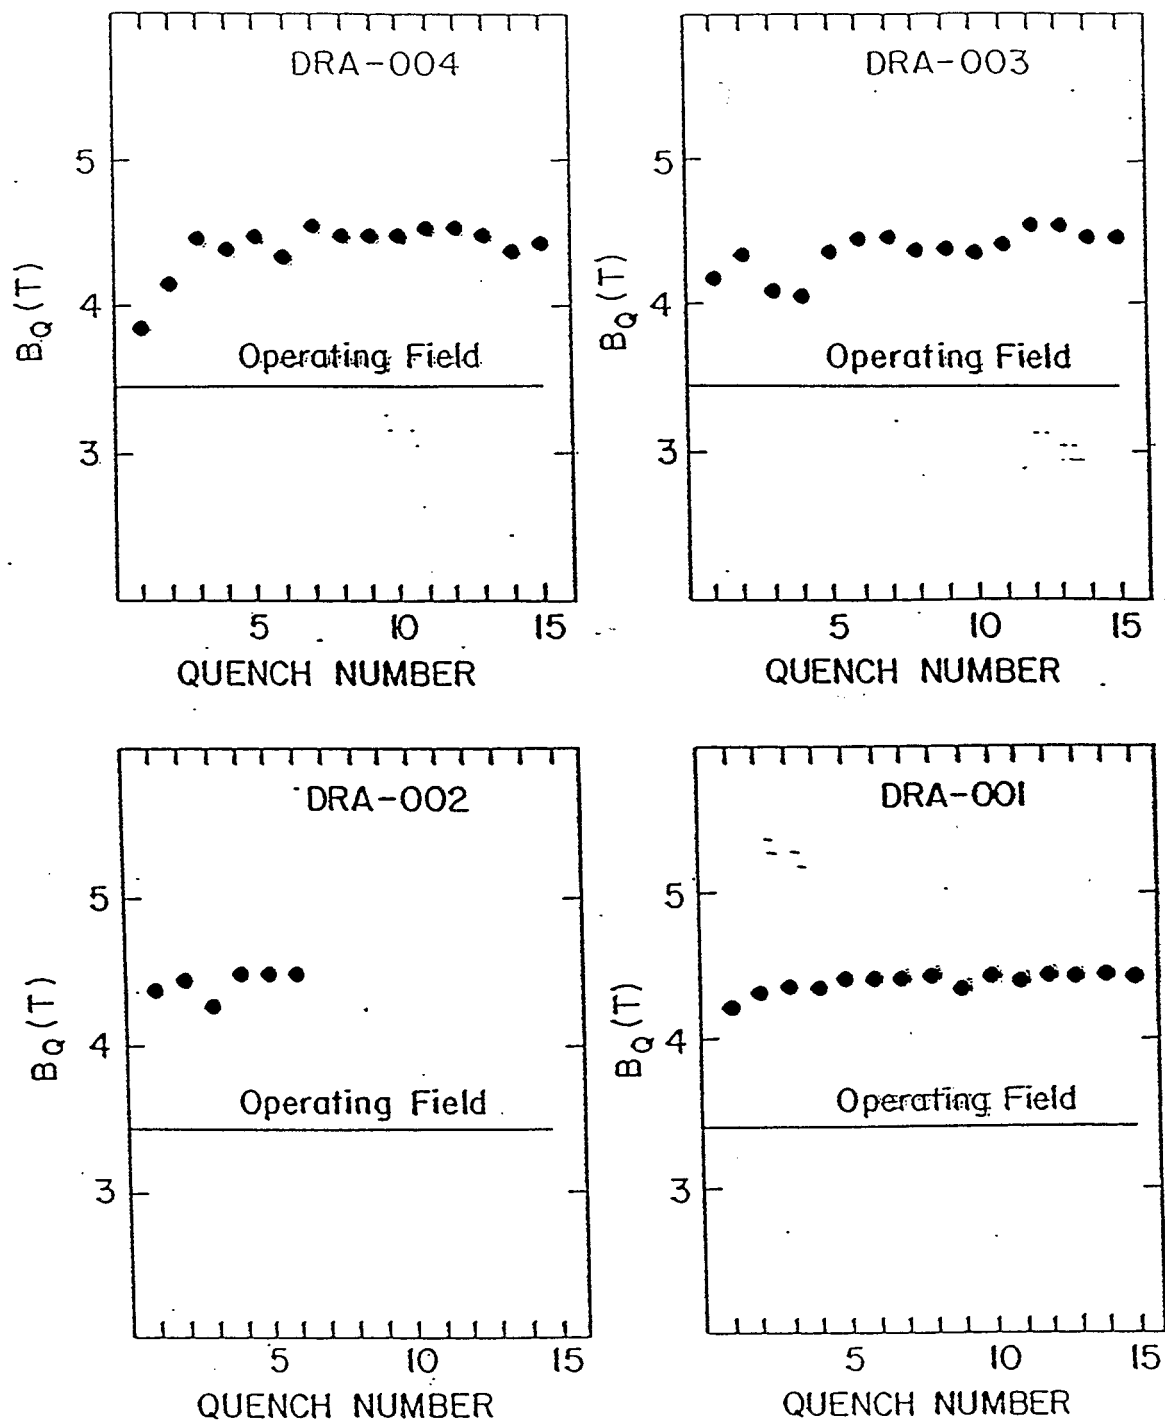 DRA-004
5
4
3
B_Q (T)
Operating Field
5 10 15
QUENCH NUMBER
DRA-003
5
4
3
B_Q (T)
Operating Field
5 10 15
QUENCH NUMBER
DRA-002
5
4
3
B_Q (T)
Operating Field
5 10 15
QUENCH NUMBER
DRA-001
5
4
3
B_Q (T)
Operating Field
5 10 15
QUENCH NUMBER